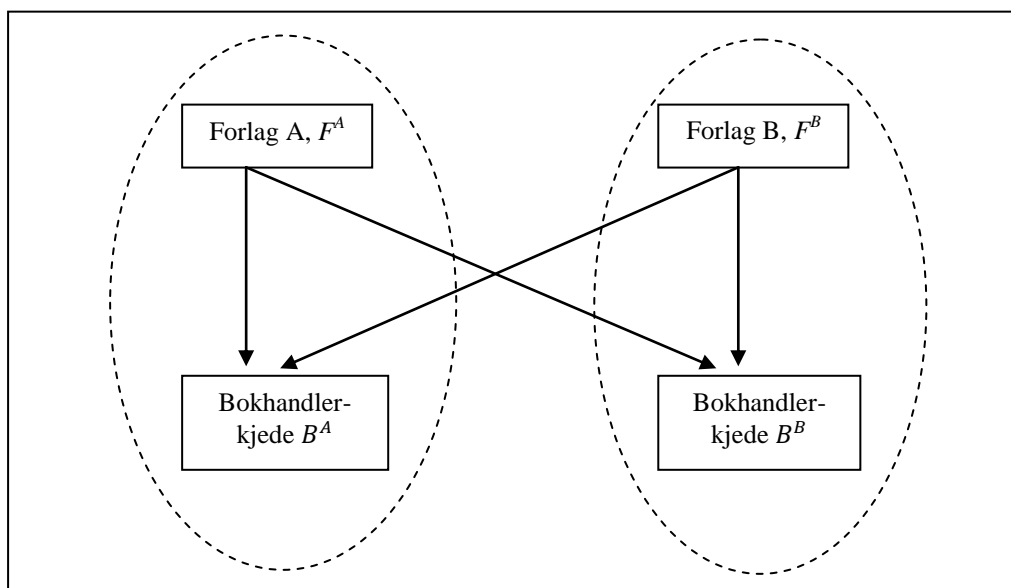 Forlag A, F^A
Forlag B, F^B
Bokhandler-
kjede B^A
Bokhandler-
kjede B^B